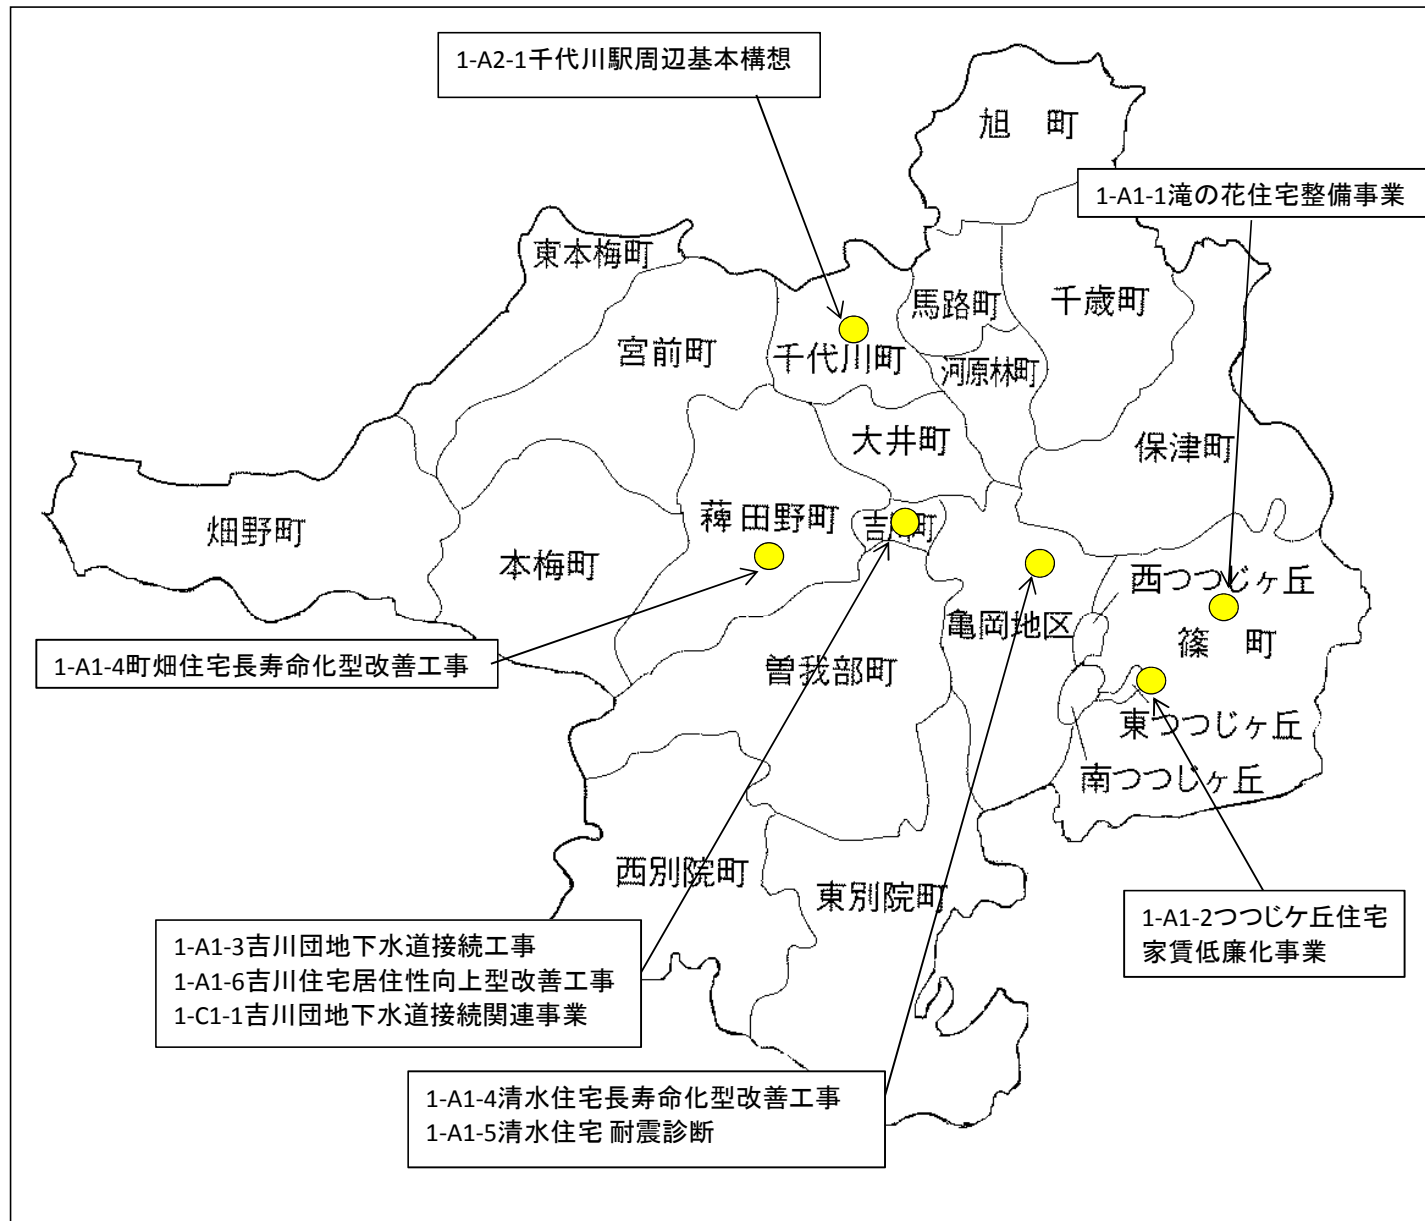 1-A2-1千代川駅周辺基本構想
旭 町
1-A1-1滝の花住宅整備事業
東本梅町
馬路町
千歳町
宮前町
千代川町
河原林町
大井町
保津町
畑野町
本梅町
薭田野町
吉川町
西つつじヶ丘
亀岡地区
篠 町
1-A1-4町畑住宅長寿命化型改善工事
曽我部町
東つつじヶ丘
南つつじヶ丘
西別院町
東別院町
1-A1-2つつじケ丘住宅
家賃低廉化事業
1-A1-3吉川団地下水道接続工事
1-A1-6吉川住宅居住性向上型改善工事
1-C1-1吉川団地下水道接続関連事業
1-A1-4清水住宅長寿命化型改善工事
1-A1-5清水住宅 耐震診断